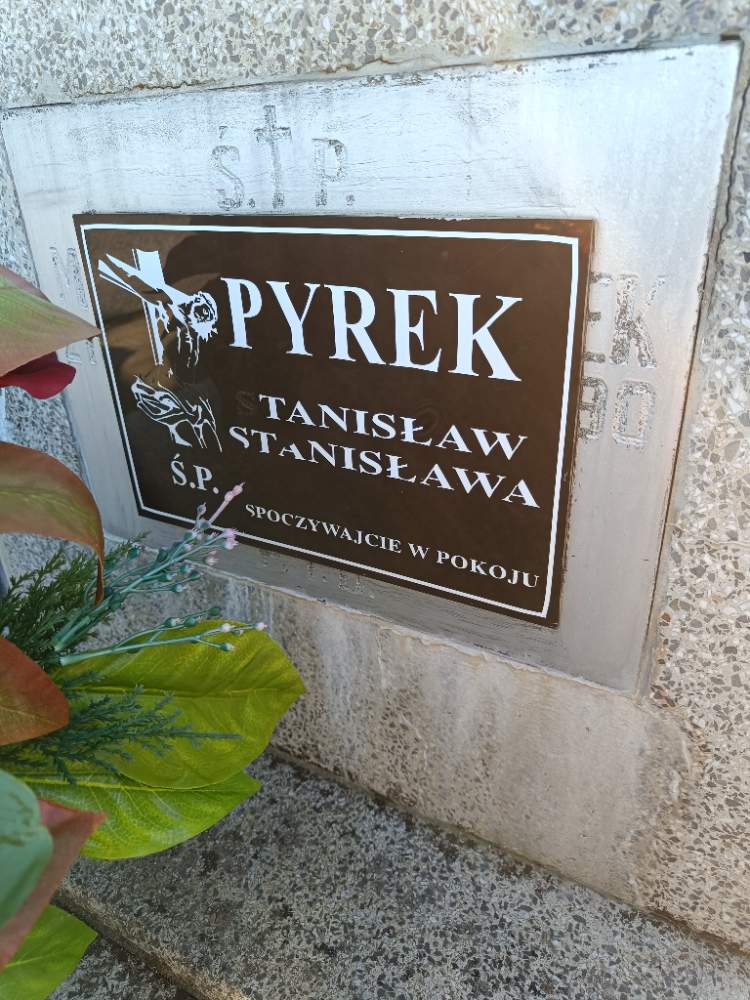 Ś.†P.
PYREK
STANISŁAW
STANISŁAWA
Ś.P.
SPOCZYWAJCIE W POKOJU